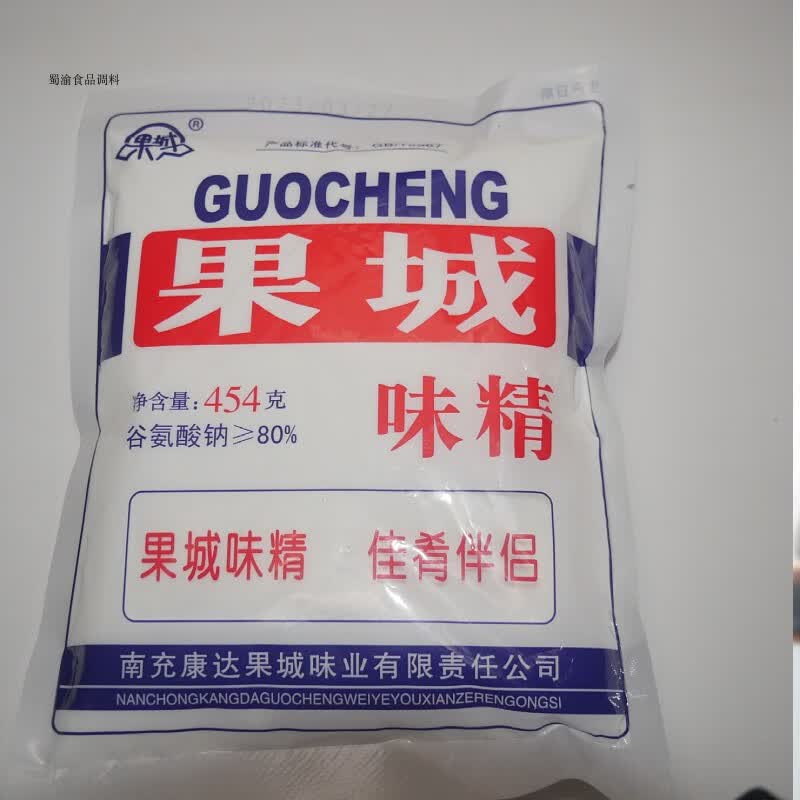 蜀渝食品调料
果城®
产品标准代号：
GUOCHENG
果城
净含量:454克
味精
谷氨酸钠≥80%
果城味精 佳肴伴侣
南充康达果城味业有限责任公司
NANCHONGKANGDAGUOCHENGWEIYEYOUXIANZERENGONGSI